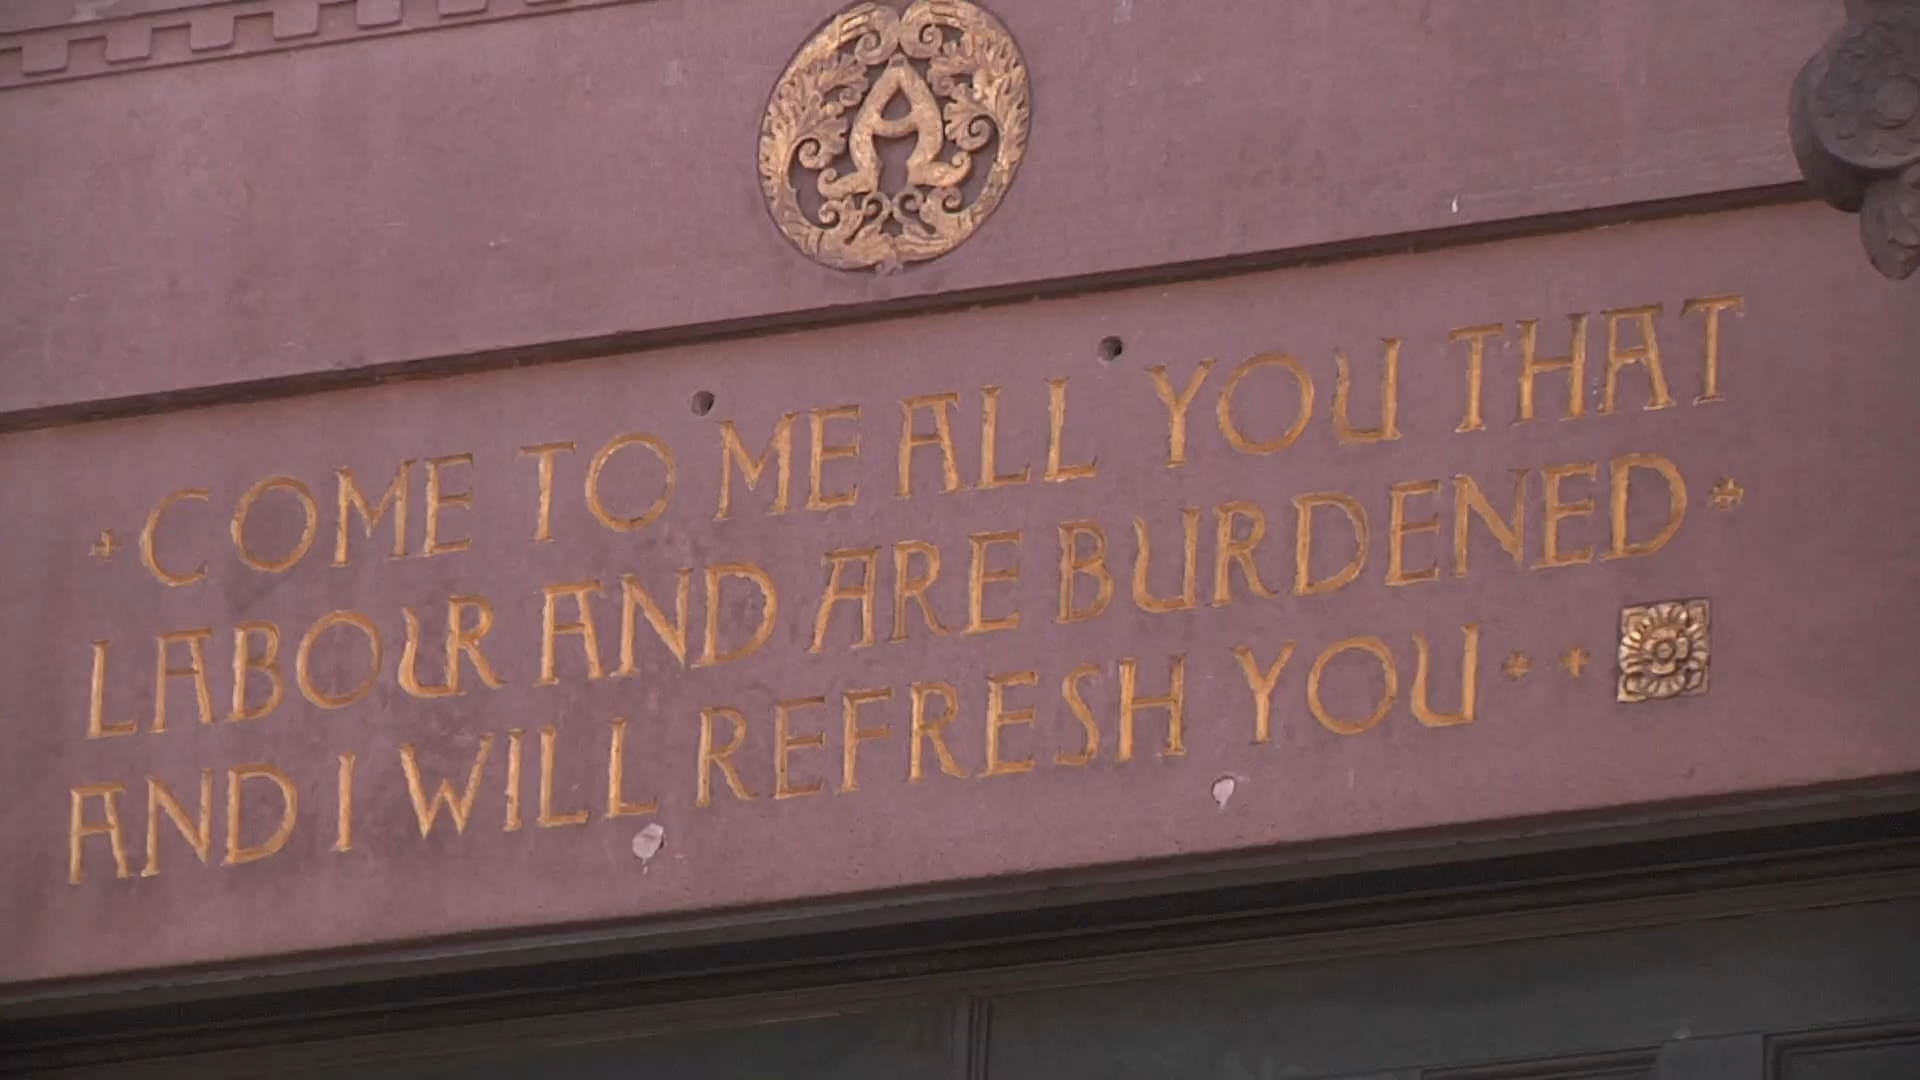 A
COME TO ME ALL YOU THAT
LABOUR AND ARE BURDENED
AND I WILL REFRESH YOU